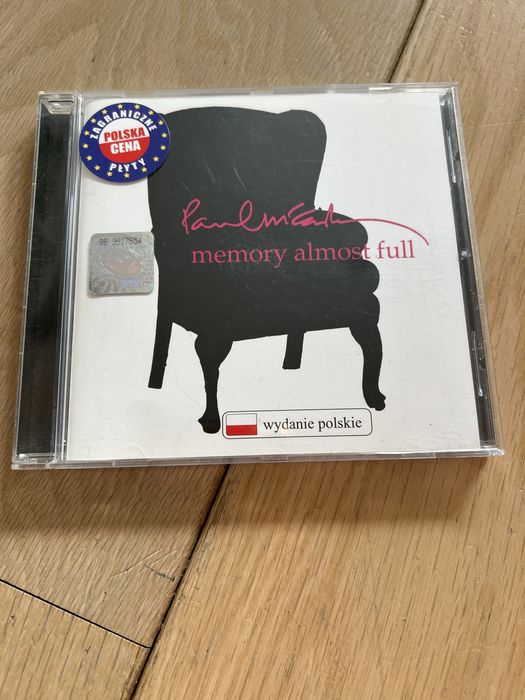 ZAGRANICZNE
POLSKA
CENA
PŁYTY
Paul McCartney
memory almost full
wydanie polskie